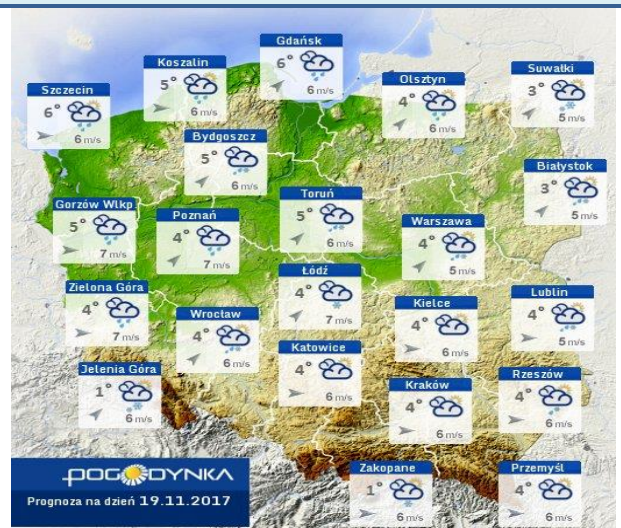 Gdańsk
6°
6 m/s
Koszalin
5°
6 m/s
Suwałki
3°
5 m/s
Olsztyn
4°
6 m/s
Szczecin
6°
6 m/s
Bydgoszcz
5°
6 m/s
Białystok
3°
5 m/s
Toruń
5°
6 m/s
Gorzów Wlkp.
5°
7 m/s
Poznań
4°
7 m/s
Warszawa
4°
5 m/s
Łódź
4°
7 m/s
Zielona Góra
4°
7 m/s
Lublin
4°
5 m/s
Kielce
4°
6 m/s
Wrocław
4°
6 m/s
Katowice
4°
6 m/s
Jelenia Góra
1°
6 m/s
Rzeszów
4°
6 m/s
Kraków
4°
6 m/s
Zakopane
1°
6 m/s
Przemyśl
4°
6 m/s
POGODYNKA
Prognoza na dzień 19.11.2017